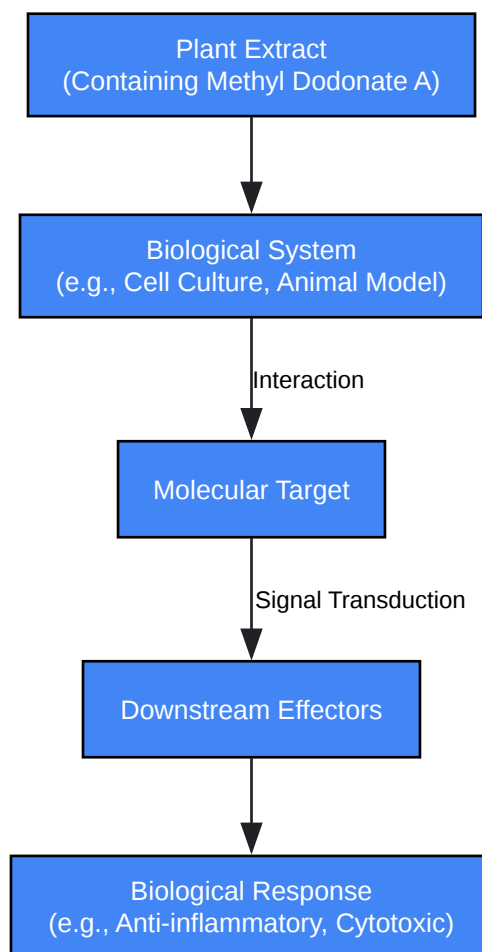 Plant Extract
(Containing Methyl Dodonate A)
Biological System
(e.g., Cell Culture, Animal Model)
Interaction
Molecular Target
Signal Transduction
Downstream Effectors
Biological Response
(e.g., Anti-inflammatory, Cytotoxic)